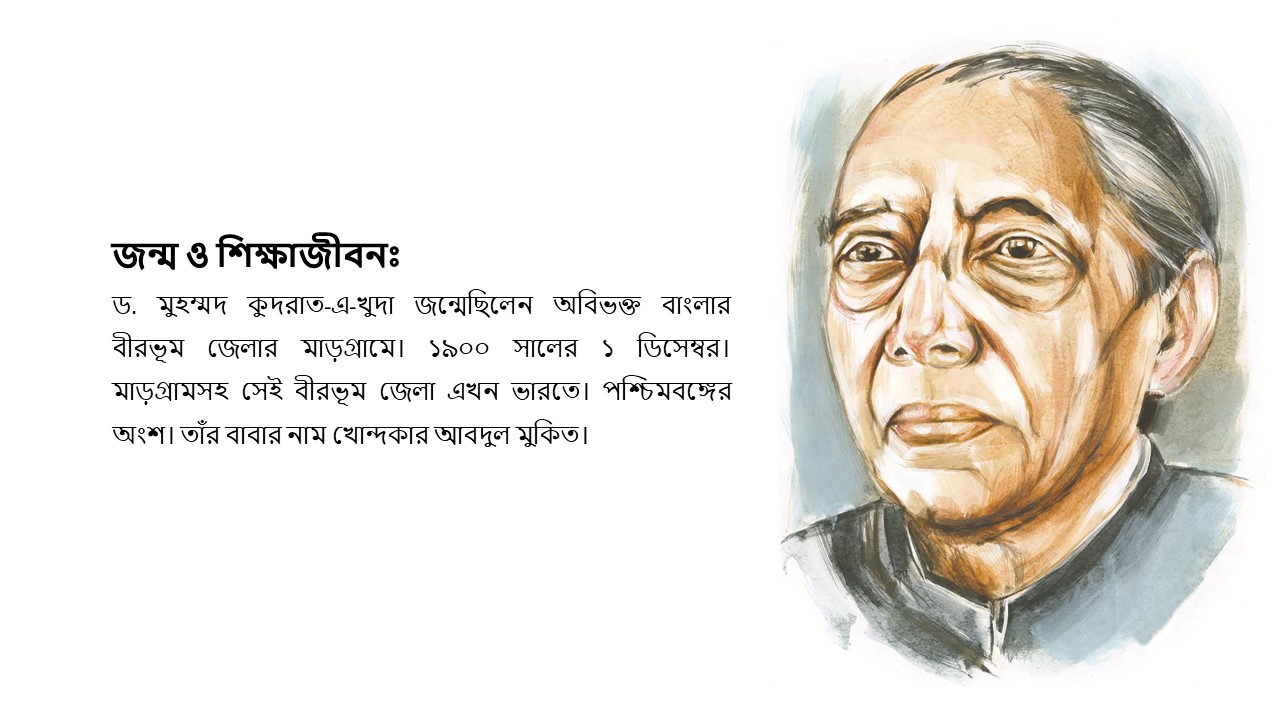 জন্ম ও শিক্ষাজীবনঃ
ড. মুহম্মদ কুদরাত-এ-খুদা জন্মেছিলেন অবিভক্ত বাংলার
বীরভূম জেলার মাড়গ্রামে। ১৯০০ সালের ১ ডিসেম্বর।
মাড়গ্রামসহ সেই বীরভূম জেলা এখন ভারতে। পশ্চিমবঙ্গের
অংশ। তাঁর বাবার নাম খোন্দকার আবদুল মুকিত।